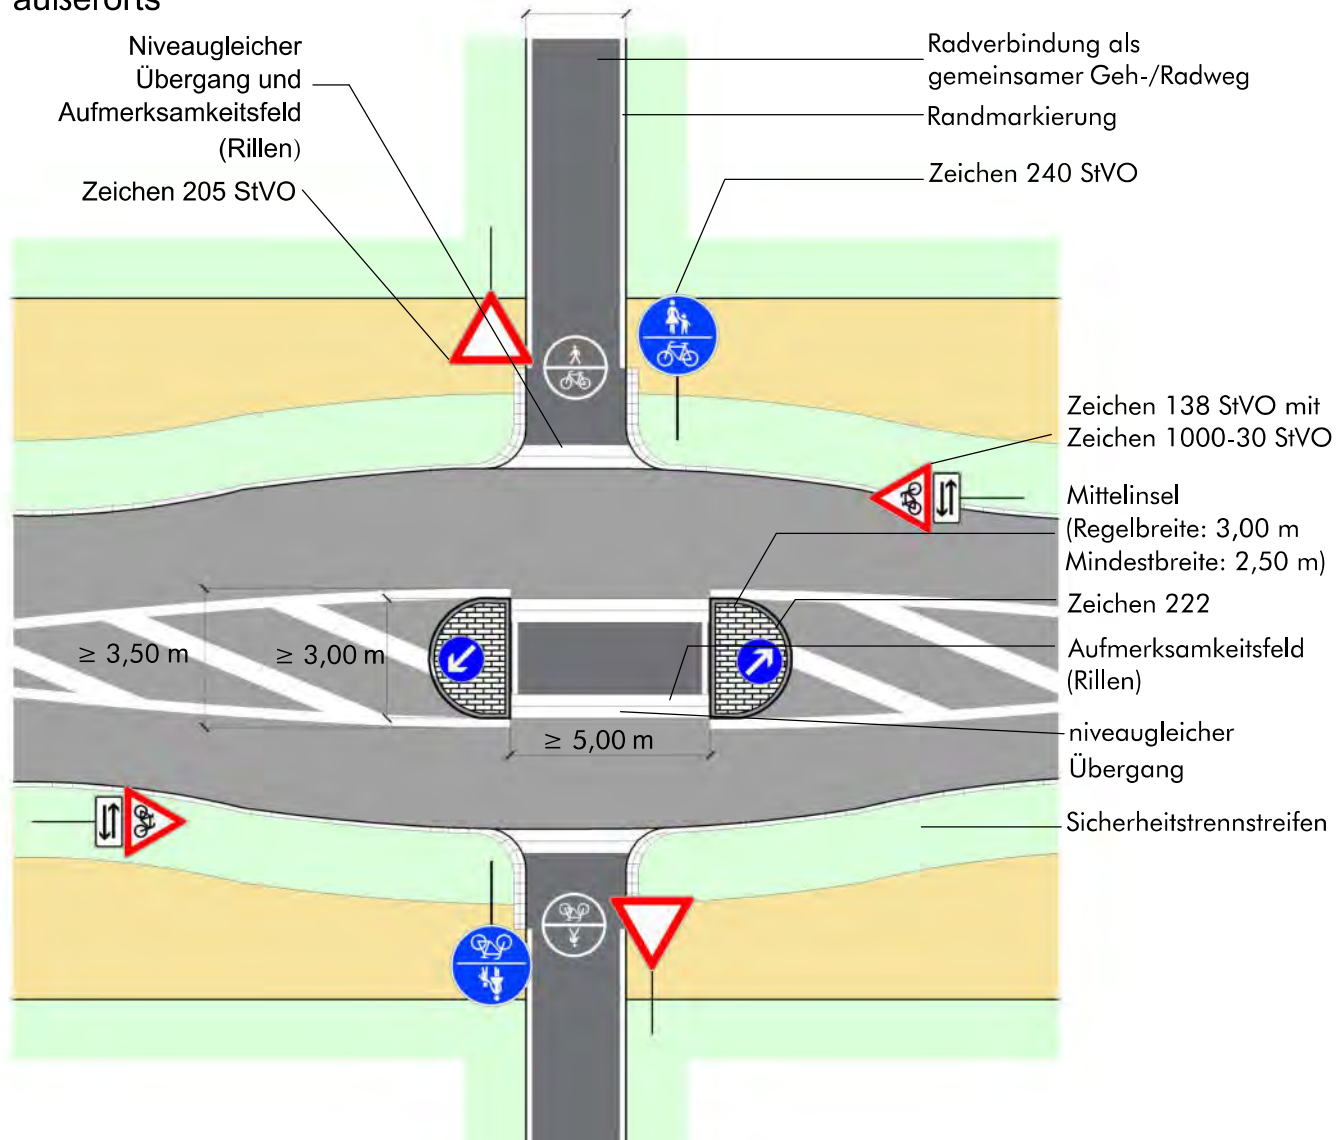 außerorts
Niveaugleicher
Übergang und
Aufmerksamkeitsfeld
(Rillen)
Zeichen 205 StVO
Radverbindung als
gemeinsamer Geh-/Radweg
Randmarkierung
Zeichen 240 StVO
Zeichen 138 StVO mit
Zeichen 1000-30 StVO
Mittelinsel
(Regelbreite: 3,00 m
Mindestbreite: 2,50 m)
Zeichen 222
Aufmerksamkeitsfeld
(Rillen)
niveaugleicher
Übergang
Sicherheitstrennstreifen
≥ 3,50 m
≥ 3,00 m
≥ 5,00 m